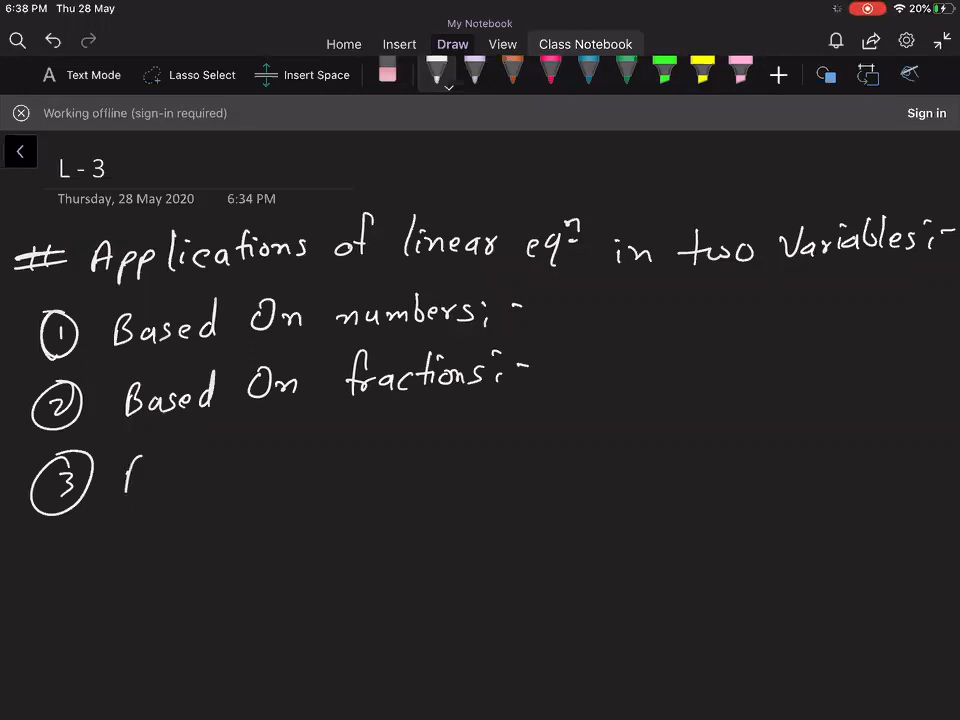 6:38 PM Thu 28 May
20%
My Notebook
Home Insert Draw View Class Notebook
Text Mode Lasso Select Insert Space
Working offline (sign-in required) Sign in
L - 3
Thursday, 28 May 2020 6:34 PM
# Applications of linear eqn in two Variables :-
① Based On numbers :-
② Based On fractions :-
③